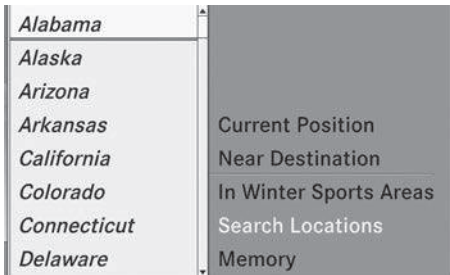 Alabama
Alaska
Arizona
Arkansas
California
Colorado
Connecticut
Delaware
Current Position
Near Destination
In Winter Sports Areas
Search Locations
Memory